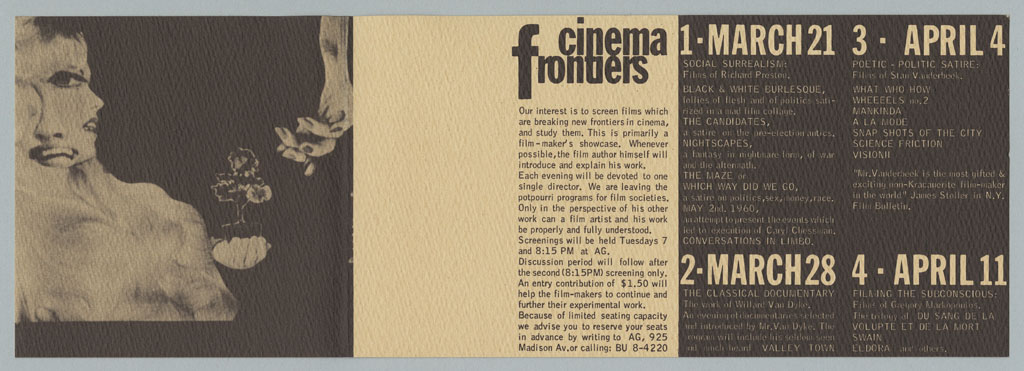 cinema
frontiers
Our interest is to screen films which
are breaking new frontiers in cinema,
and study them. This is primarily a
film-maker's showcase. Whenever
possible, the film author himself will
introduce and explain his work.
Each evening will be devoted to one
single director. We are leaving the
potpourri programs for film societies.
Only in the perspective of his other
work can a film artist and his work
be properly and fully understood.
Screenings will be held Tuesdays 7
and 8:15 PM at AG.
Discussion period will follow after
the second (8:15PM) screening only.
An entry contribution of $1,50 will
help the film-makers to continue and
further their experimental work.
Because of limited seating capacity
we advise you to reserve your seats
in advance by writing to AG, 925
Madison Av.or calling: BU 8-4220
1·MARCH 21
SOCIAL SURREALISM:
Films of Richard Preston.
BLACK & WHITE BURLESQUE,
follies of flesh and of politics sati-
rized in a mad film collage.
THE CANDIDATES,
a satire on the pre-election antics.
NIGHTSCAPES,
a fantasy in nightmare form, of war
and the aftermath.
THE MAZE or
WHICH WAY DID WE GO,
a satire on politics, sex, money, race.
MAY 2nd. 1960,
an attempt to present the events which
led to execution of Caryl Chessman.
CONVERSATIONS IN LIMBO.
2·MARCH 28
THE CLASSICAL DOCUMENTARY
The work of Willard Van Dyke.
An evening of documentaries selected
and introduced by Mr. Van Dyke. The
program will include his seldom seen
and much heard VALLEY TOWN
3 · APRIL 4
POETIC - POLITIC SATIRE:
Films of Stan Vanderbeek.
WHAT WHO HOW
WHEEEELS no.2
MANKINDA
A LA MODE
SNAP SHOTS OF THE CITY
SCIENCE FRICTION
VISIONII
"Mr. Vanderbeek is the most gifted &
exciting non-Kracauerite film-maker
in the world" James Stoller in N.Y.
Film Bulletin.
4 · APRIL 11
FILMING THE SUBCONSCIOUS:
Films of Gregory Markopoulos.
The trilogy of DU SANG DE LA
VOLUPTE ET DE LA MORT
SWAIN
ELDORA and others.